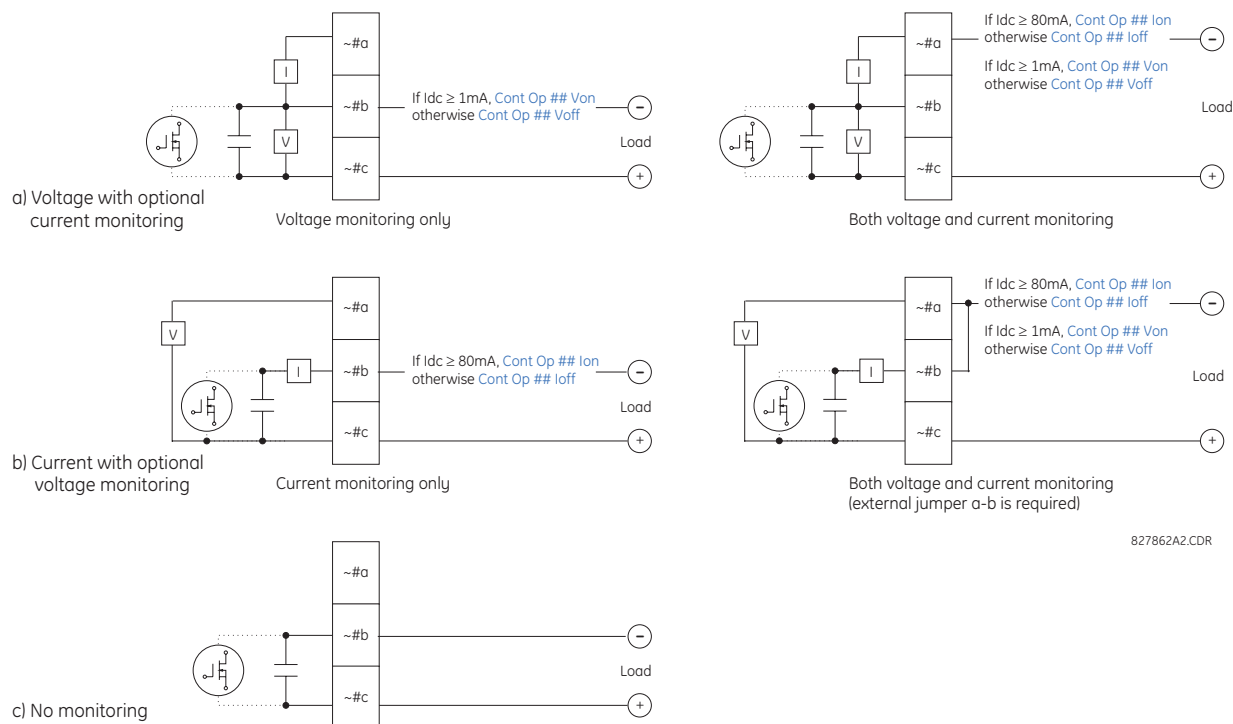 ~#a
I
~#b
If Idc ≥ 1mA, Cont Op ## Von
otherwise Cont Op ## Voff
−
Load
V
~#c
+
a) Voltage with optional
current monitoring
Voltage monitoring only
~#a
If Idc ≥ 80mA, Cont Op ## Ion
otherwise Cont Op ## Ioff
−
If Idc ≥ 1mA, Cont Op ## Von
otherwise Cont Op ## Voff
I
~#b
Load
V
~#c
+
Both voltage and current monitoring
~#a
V
I
~#b
If Idc ≥ 80mA, Cont Op ## Ion
otherwise Cont Op ## Ioff
−
Load
~#c
+
b) Current with optional
voltage monitoring
Current monitoring only
~#a
If Idc ≥ 80mA, Cont Op ## Ion
otherwise Cont Op ## Ioff
−
If Idc ≥ 1mA, Cont Op ## Von
otherwise Cont Op ## Voff
V
I
~#b
Load
~#c
+
Both voltage and current monitoring
(external jumper a-b is required)
827862A2.CDR
~#a
~#b
−
Load
~#c
+
c) No monitoring